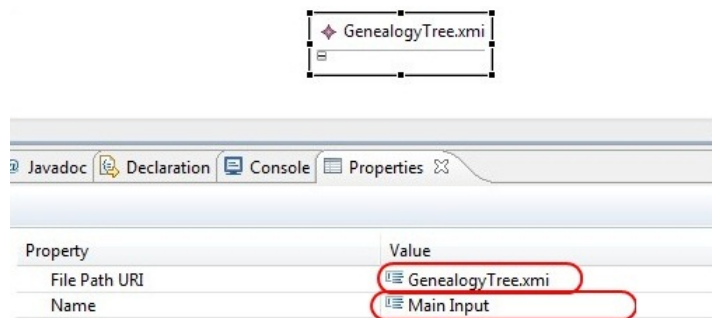 GenealogyTree.xmi
@ Javadoc Declaration Console Properties
Property Value
File Path URI GenealogyTree.xmi
Name Main Input